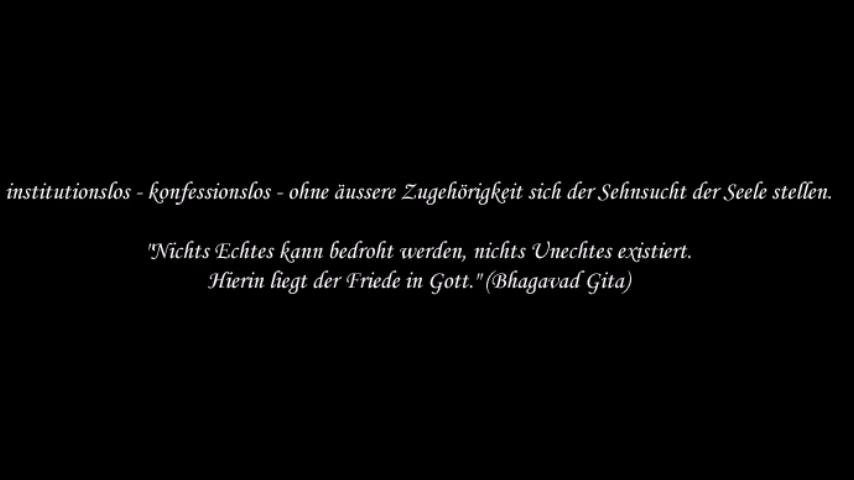 institutionslos - konfessionslos - ohne äussere Zugehörigkeit sich der Sehnsucht der Seele stellen.
"Nichts Echtes kann bedroht werden, nichts Unechtes existiert.
Hierin liegt der Friede in Gott." (Bhagavad Gita)